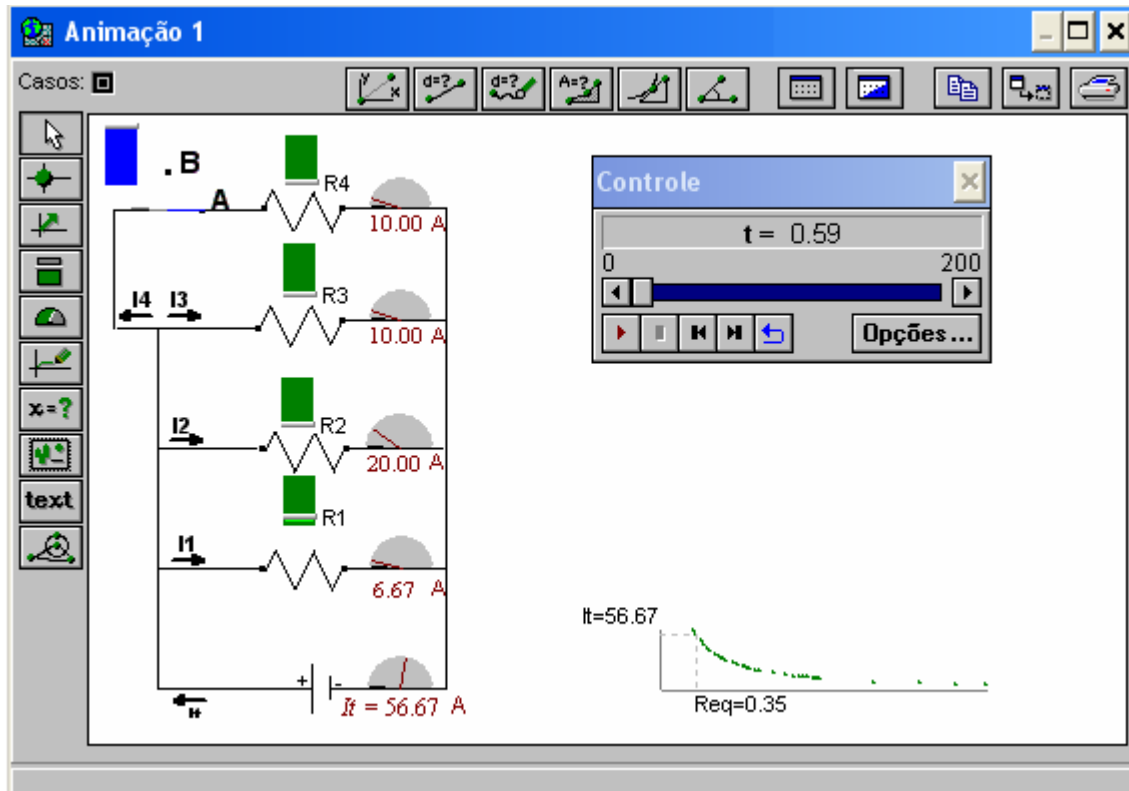 Animação 1
Casos:
y x d=? d=? A=?
x=?
text
. B
A
R4
10.00 A
I4 I3
R3
10.00 A
I2
R2
20.00 A
I1
R1
6.67 A
+ -
It
It = 56.67 A
Controle
t = 0.59
0 200
Opções...
It=56.67
Req=0.35